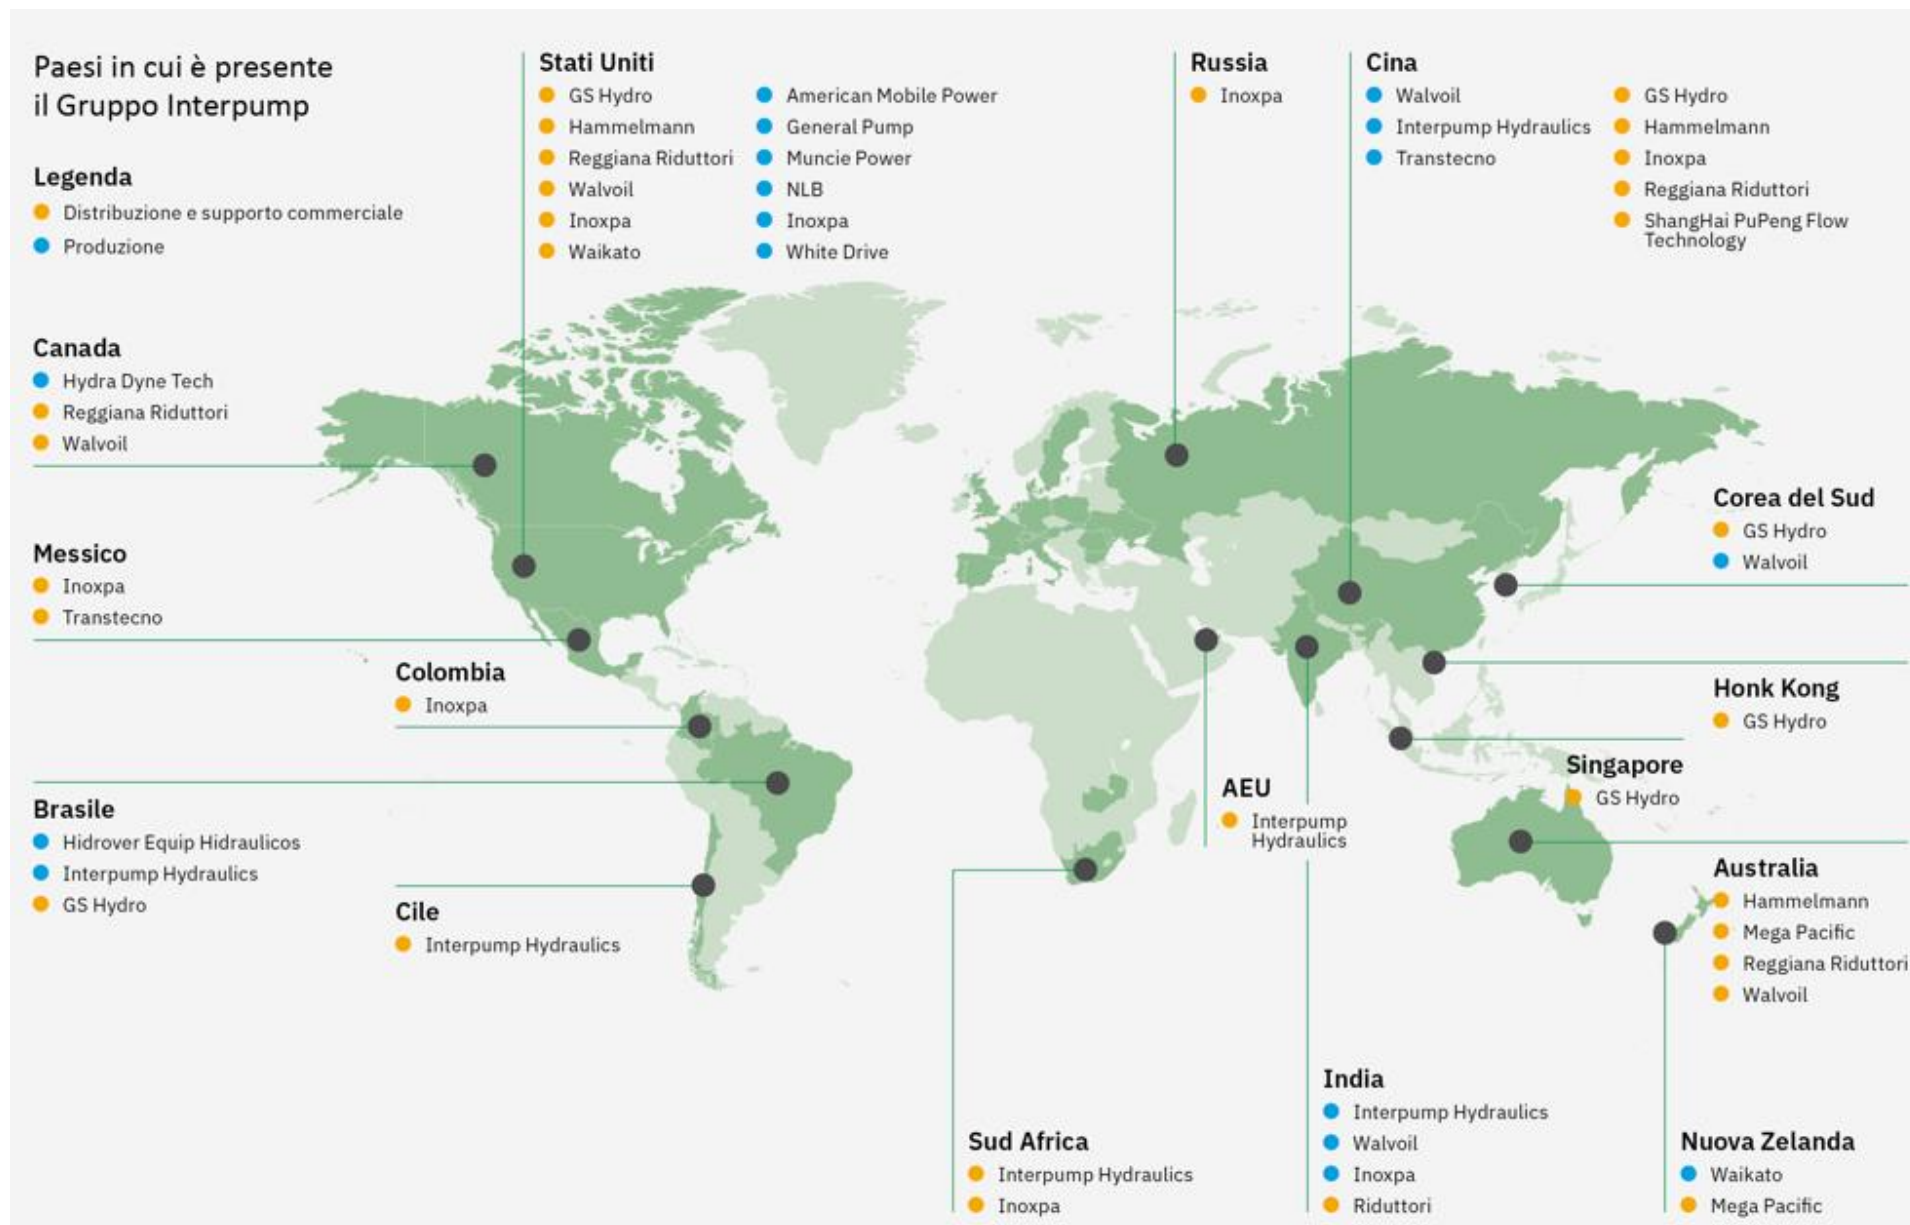 Paesi in cui è presente
il Gruppo Interpump
Legenda
Distribuzione e supporto commerciale
Produzione
Stati Uniti
GS Hydro
Hammelmann
Reggiana Riduttori
Walvoil
Inoxpa
Waikato
American Mobile Power
General Pump
Muncie Power
NLB
Inoxpa
White Drive
Russia
Inoxpa
Cina
Walvoil
Interpump Hydraulics
Transtecno
GS Hydro
Hammelmann
Inoxpa
Reggiana Riduttori
ShangHai PuPeng Flow
Technology
Canada
Hydra Dyne Tech
Reggiana Riduttori
Walvoil
Messico
Inoxpa
Transtecno
Colombia
Inoxpa
Brasile
Hidrover Equip Hidraulicos
Interpump Hydraulics
GS Hydro
Cile
Interpump Hydraulics
Corea del Sud
GS Hydro
Walvoil
Honk Kong
GS Hydro
Singapore
GS Hydro
AEU
Interpump
Hydraulics
Australia
Hammelmann
Mega Pacific
Reggiana Riduttori
Walvoil
Sud Africa
Interpump Hydraulics
Inoxpa
India
Interpump Hydraulics
Walvoil
Inoxpa
Riduttori
Nuova Zelanda
Waikato
Mega Pacific